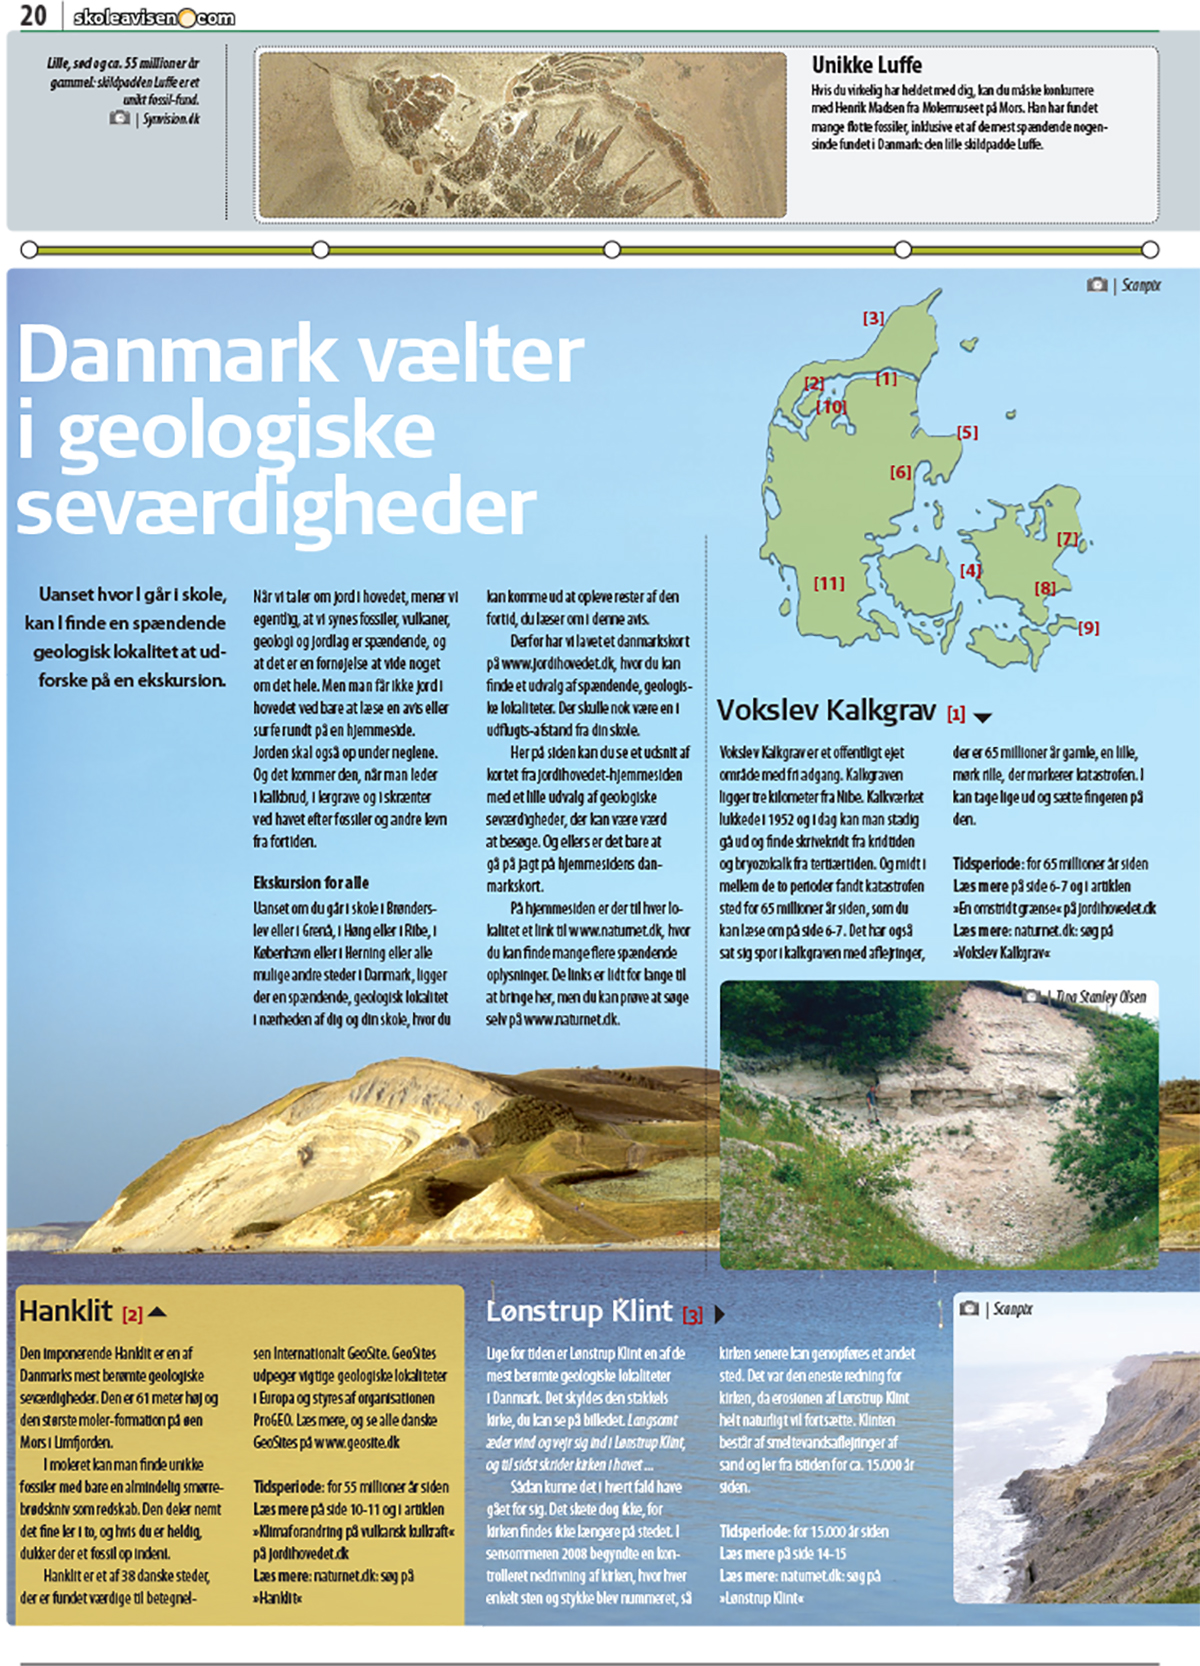 20
skoleavisen.com
Lille, sød og ca. 55 millioner år
gammel: skildpadden Luffe er et
unikt fossil-fund.
| Synvision.dk
Unikke Luffe
Hvis du virkelig har heldet med dig, kan du måske konkurrere
med Henrik Madsen fra Molermuseet på Mors. Han har fundet
mange flotte fossiler, inklusive et af de mest spændende nogen-
sinde fundet i Danmark: den lille skildpadde Luffe.
| Scanpix
Danmark vælter
i geologiske
seværdigheder
[3]
[2]
[1]
[10]
[5]
[6]
[7]
[4]
[11]
[8]
[9]
Uanset hvor I går i skole,
kan I finde en spændende
geologisk lokalitet at ud-
forske på en ekskursion.
Når vi taler om jord i hovedet, mener vi
egentlig, at vi synes fossiler, vulkaner,
geologi og jordlag er spændende, og
at det er en fornøjelse at vide noget
om det hele. Men man får ikke jord i
hovedet ved bare at læse en avis eller
surfe rundt på en hjemmeside.
Jorden skal også op under neglene.
Og det kommer den, når man leder
i kalkbrud, i lergrave og i skrænter
ved havet efter fossiler og andre levn
fra fortiden.
Ekskursion for alle
Uanset om du går i skole i Brønders-
lev eller i Grenå, i Høng eller i Ribe, i
København eller i Herning eller alle
mulige andre steder i Danmark, ligger
der en spændende, geologisk lokalitet
i nærheden af dig og din skole, hvor du
kan komme ud at opleve rester af den
fortid, du læser om i denne avis.
Derfor har vi lavet et danmarkskort
på www.jordihovedet.dk, hvor du kan
finde et udvalg af spændende, geologis-
ke lokaliteter. Der skulle nok være en i
udflugts-afstand fra din skole.
Her på siden kan du se et udsnit af
kortet fra jordihovedet-hjemmesiden
med et lille udvalg af geologiske
seværdigheder, der kan være værd
at besøge. Og ellers er det bare at
gå på jagt på hjemmesidens dan-
markskort.
På hjemmesiden er der til hver lo-
kalitet et link til www.naturnet.dk, hvor
du kan finde mange flere spændende
oplysninger. De links er lidt for lange til
at bringe her, men du kan prøve at søge
selv på www.naturnet.dk.
Vokslev Kalkgrav [1]
Vokslev Kalkgrav er et offentligt ejet
område med fri adgang. Kalkgraven
ligger tre kilometer fra Nibe. Kalkværket
lukkede i 1952 og i dag kan man stadig
gå ud og finde skrivekridt fra kridttiden
og bryozokalk fra tertiærtiden. Og midt i
mellem de to perioder fandt katastrofen
sted for 65 millioner år siden, som du
kan læse om på side 6-7. Det har også
sat sig spor i kalkgraven med aflejringer,
der er 65 millioner år gamle, en lille,
mørk rille, der markerer katastrofen. I
kan tage lige ud og sætte fingeren på
den.
Tidsperiode: for 65 millioner år siden
Læs mere på side 6-7 og i artiklen
»En omstridt grænse« på jordihovedet.dk
Læs mere: naturnet.dk: søg på
»Vokslev Kalkgrav«
| Tina Stanley Olsen
Hanklit [2]
Den imponerende Hanklit er en af
Danmarks mest berømte geologiske
seværdigheder. Den er 61 meter høj og
den største moler-formation på øen
Mors i Limfjorden.
I moleret kan man finde unikke
fossiler med bare en almindelig smørre-
brødskniv som redskab. Den deler nemt
det fine ler i to, og hvis du er heldig,
dukker der et fossil op indeni.
Hanklit er et af 38 danske steder,
der er fundet værdige til betegnel-
sen Internationalt GeoSite. GeoSites
udpeger vigtige geologiske lokaliteter
i Europa og styres af organisationen
ProGEO. Læs mere, og se alle danske
GeoSites på www.geosite.dk
Tidsperiode: for 55 millioner år siden
Læs mere på side 10-11 og i artiklen
»Klimaforandring på vulkansk kulkraft«
på jordihovedet.dk
Læs mere: naturnet.dk: søg på
»Hanklit«
Lønstrup Klint [3]
Lige for tiden er Lønstrup Klint en af de
mest berømte geologiske lokaliteter
i Danmark. Det skyldes den stakkels
kirke, du kan se på billedet. Langsamt
æder vind og vejr sig ind i Lønstrup Klint,
og til sidst skrider kirken i havet ...
Sådan kunne det i hvert fald have
gået for sig. Det skete dog ikke, for
kirken findes ikke længere på stedet. I
sensommeren 2008 begyndte en kon-
trolleret nedrivning af kirken, hvor hver
enkelt sten og stykke blev nummeret, så
kirken senere kan genopføres et andet
sted. Det var den eneste redning for
kirken, da erosionen af Lønstrup Klint
helt naturligt vil fortsætte. Klinten
består af smeltevandsaflejringer af
sand og ler fra istiden for ca. 15.000 år
siden.
Tidsperiode: for 15.000 år siden
Læs mere på side 14-15
Læs mere: naturnet.dk: søg på
»Lønstrup Klint«
| Scanpix